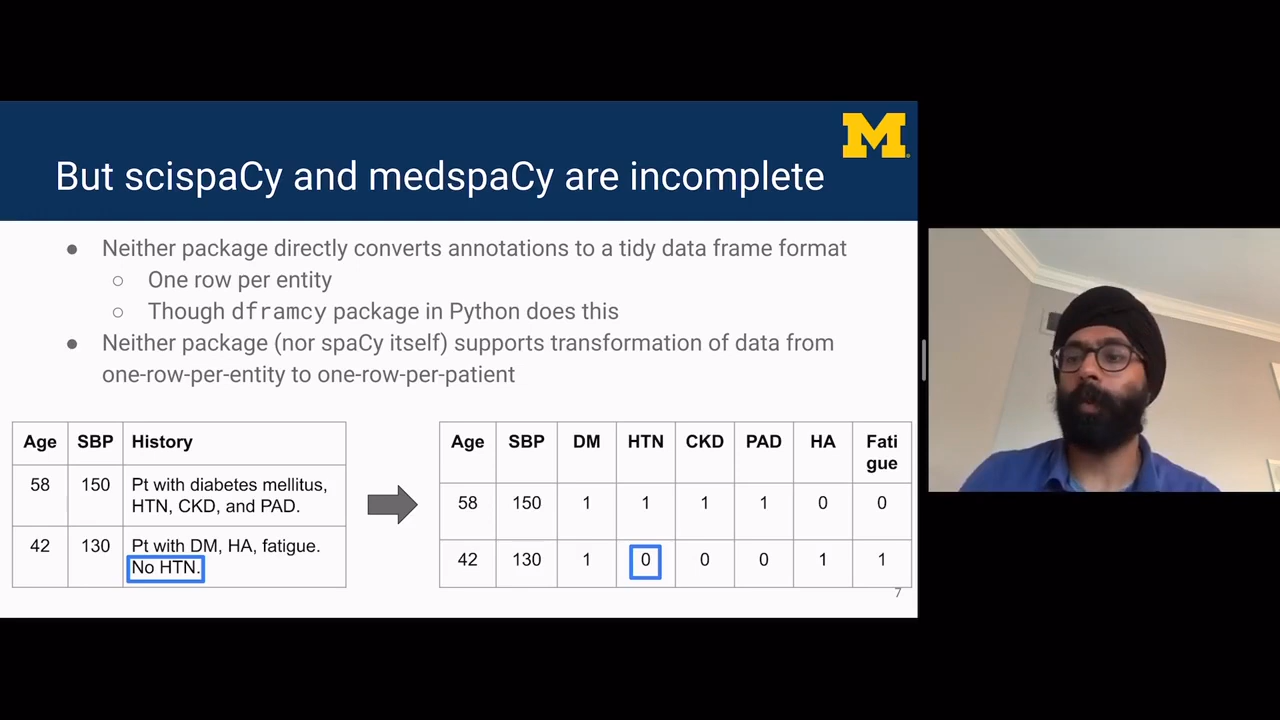 M
But scispaCy and medspaCy are incomplete
● Neither package directly converts annotations to a tidy data frame format
○ One row per entity
○ Though dframcy package in Python does this
● Neither package (nor spaCy itself) supports transformation of data from
one-row-per-entity to one-row-per-patient
Age SBP History
58 150 Pt with diabetes mellitus,
HTN, CKD, and PAD.
42 130 Pt with DM, HA, fatigue.
No HTN.
Age SBP DM HTN CKD PAD HA Fati
gue
58 150 1 1 1 1 0 0
42 130 1 0 0 0 1 1
7